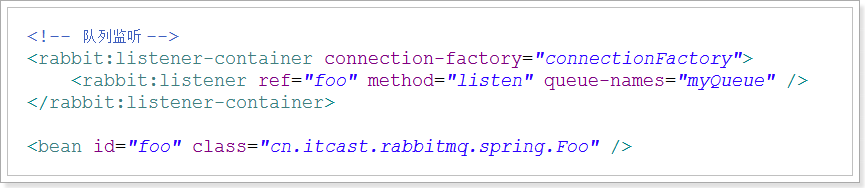 <!-- 队列监听 -->
<rabbit:listener-container connection-factory="connectionFactory">
<rabbit:listener ref="foo" method="listen" queue-names="myQueue" />
</rabbit:listener-container>
<bean id="foo" class="cn.itcast.rabbitmq.spring.Foo" />